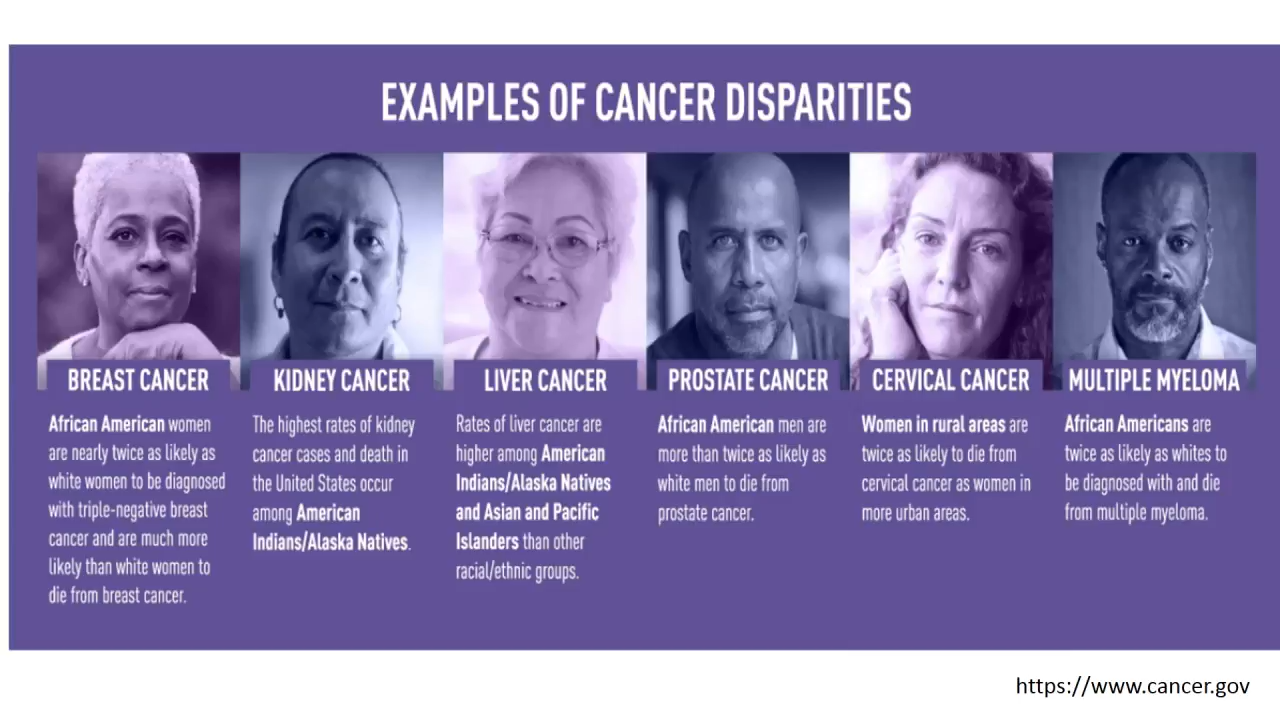 EXAMPLES OF CANCER DISPARITIES
BREAST CANCER
African American women
are nearly twice as likely as
white women to be diagnosed
with triple-negative breast
cancer and are much more
likely than white women to
die from breast cancer.
KIDNEY CANCER
The highest rates of kidney
cancer cases and death in
the United States occur
among American
Indians/Alaska Natives.
LIVER CANCER
Rates of liver cancer are
higher among American
Indians/Alaska Natives
and Asian and Pacific
Islanders than other
racial/ethnic groups.
PROSTATE CANCER
African American men are
more than twice as likely as
white men to die from
prostate cancer.
CERVICAL CANCER
Women in rural areas are
twice as likely to die from
cervical cancer as women in
more urban areas.
MULTIPLE MYELOMA
African Americans are
twice as likely as whites to
be diagnosed with and die
from multiple myeloma.
https://www.cancer.gov